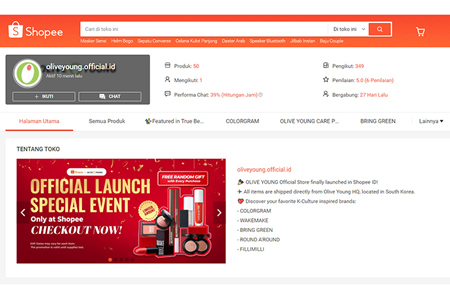 Shopee
Cari di toko ini
Di toko ini
Masker Sensi Helm Bogo Sepatu Converse Celana Kulot Panjang Dexter Arab Speaker Bluetooth Jilbab Instan Baju Couple
oliveyoung.official.id
Aktif 10 menit lalu
+ IKUTI
CHAT
Produk: 50
Mengikuti: 1
Performa Chat: 39% (Hitungan Jam)
Pengikut: 349
Penilaian: 5.0 (6 Penilaian)
Bergabung: 27 Hari Lalu
Halaman Utama
Semua Produk
Featured in True Be...
COLORGRAM
OLIVE YOUNG CARE P...
BRING GREEN
Lainnya
TENTANG TOKO
OFFICIAL LAUNCH
SPECIAL EVENT
Only at Shopee
CHECKOUT NOW!
FREE RANDOM GIFT
with Every Purchase
oliveyoung.official.id
OLIVE YOUNG Official Store finally launched in Shopee ID!
All items are shipped directly from Olive Young HQ, located in South Korea.
Discover your favorite K-Culture inspired brands:
- COLORGRAM
- WAKEMAKE
- BRING GREEN
- ROUND A'ROUND
- FILLIMILLI